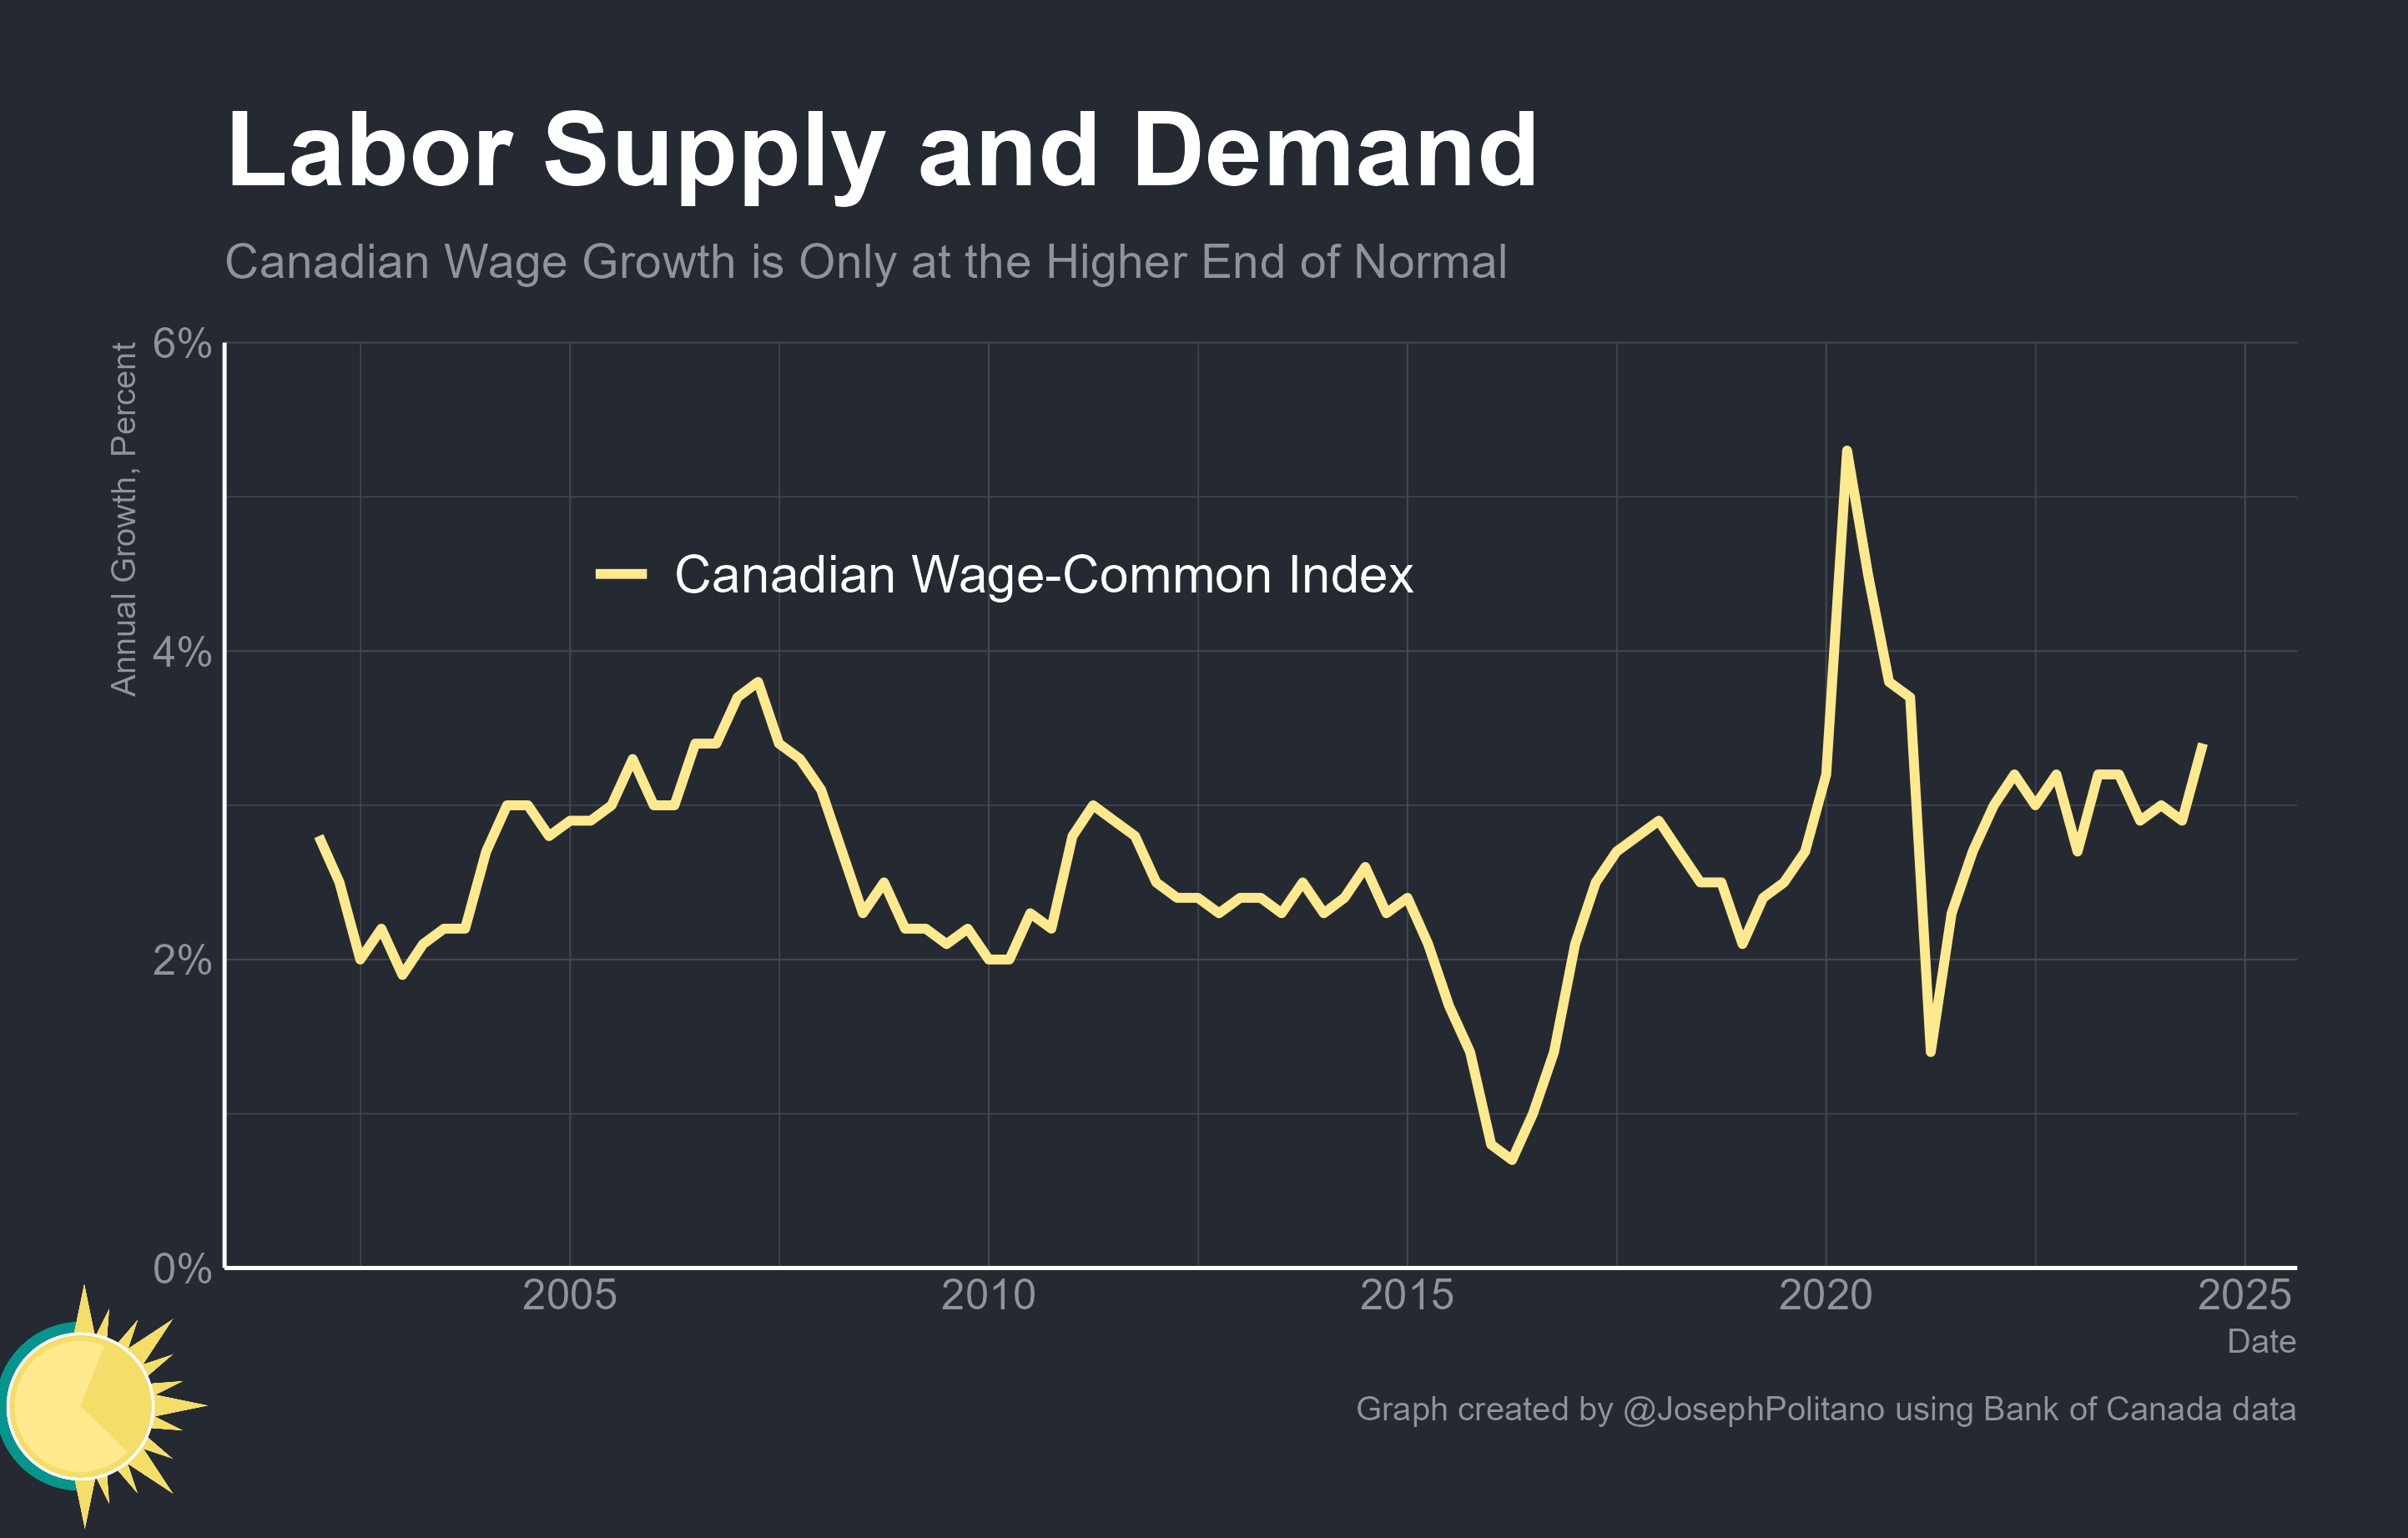 Labor Supply and Demand
Canadian Wage Growth is Only at the Higher End of Normal
Annual Growth, Percent
6%
4%
2%
0%
Canadian Wage-Common Index
2005
2010
2015
2020
2025
Date
Graph created by @JosephPolitano using Bank of Canada data